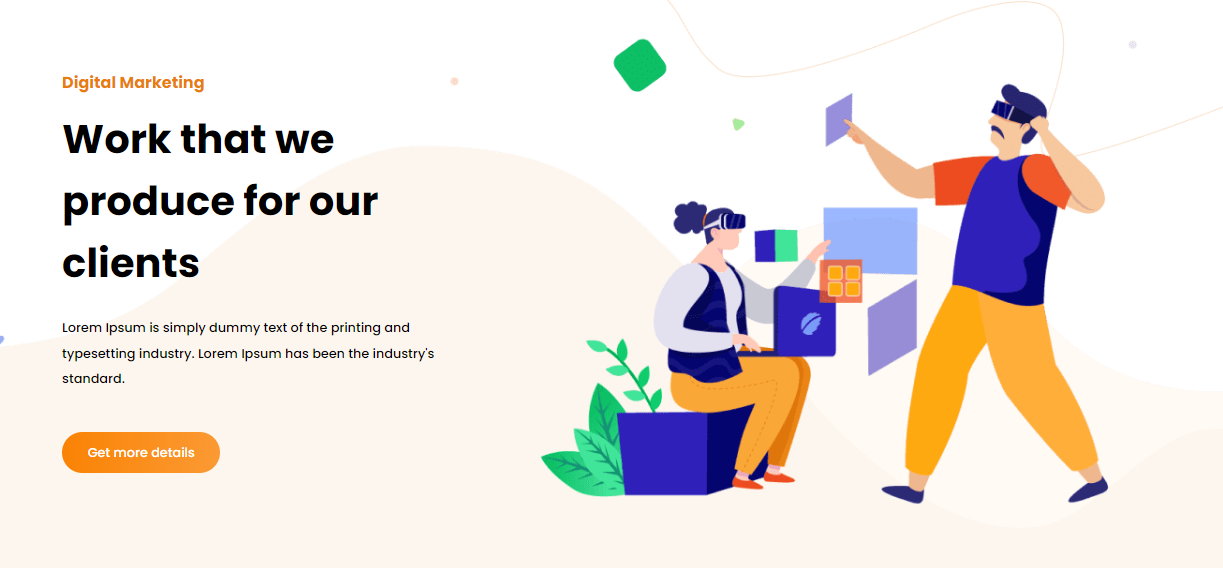 Digital Marketing
Work that we
produce for our
clients
Lorem Ipsum is simply dummy text of the printing and
typesetting industry. Lorem Ipsum has been the industry's
standard.
Get more details